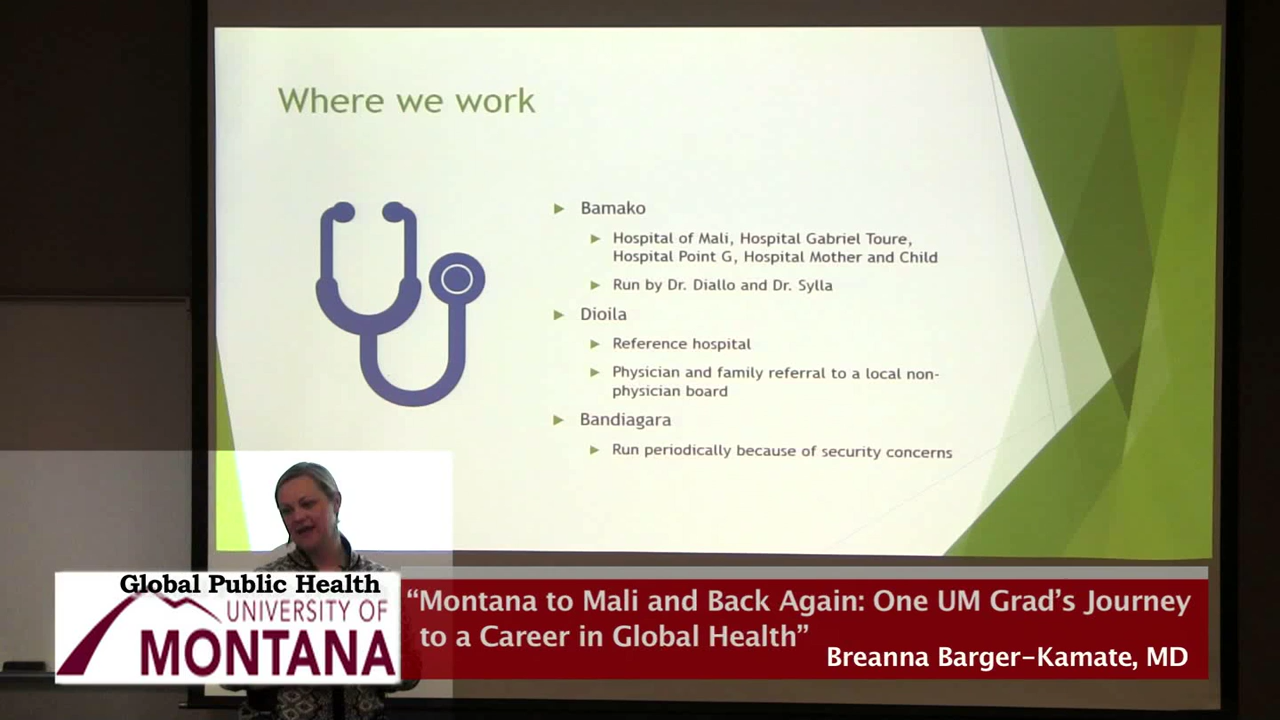 Where we work
Bamako
Hospital of Mali, Hospital Gabriel Toure,
Hospital Point G, Hospital Mother and Child
Run by Dr. Diallo and Dr. Sylla
Dioila
Reference hospital
Physician and family referral to a local non-
physician board
Bandiagara
Run periodically because of security concerns
Global Public Health
UNIVERSITY OF
MONTANA
“Montana to Mali and Back Again: One UM Grad’s Journey
to a Career in Global Health”
Breanna Barger-Kamate, MD